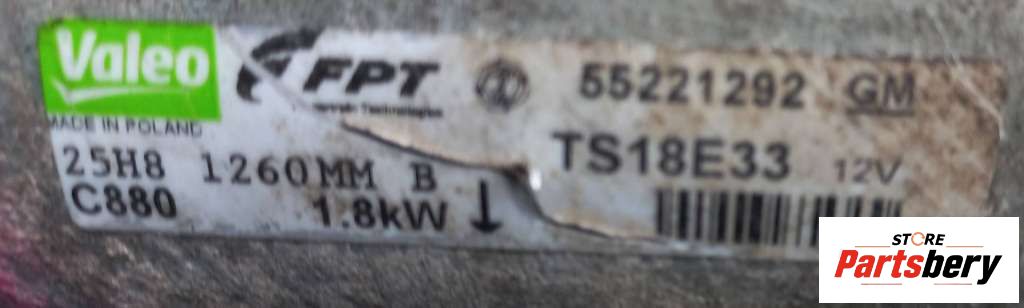 Valeo
FPT
55221292 GM
MADE IN POLAND
25H8 1260MM B
TS18E33 12V
C880
1.8kW
STORE
Partsbery